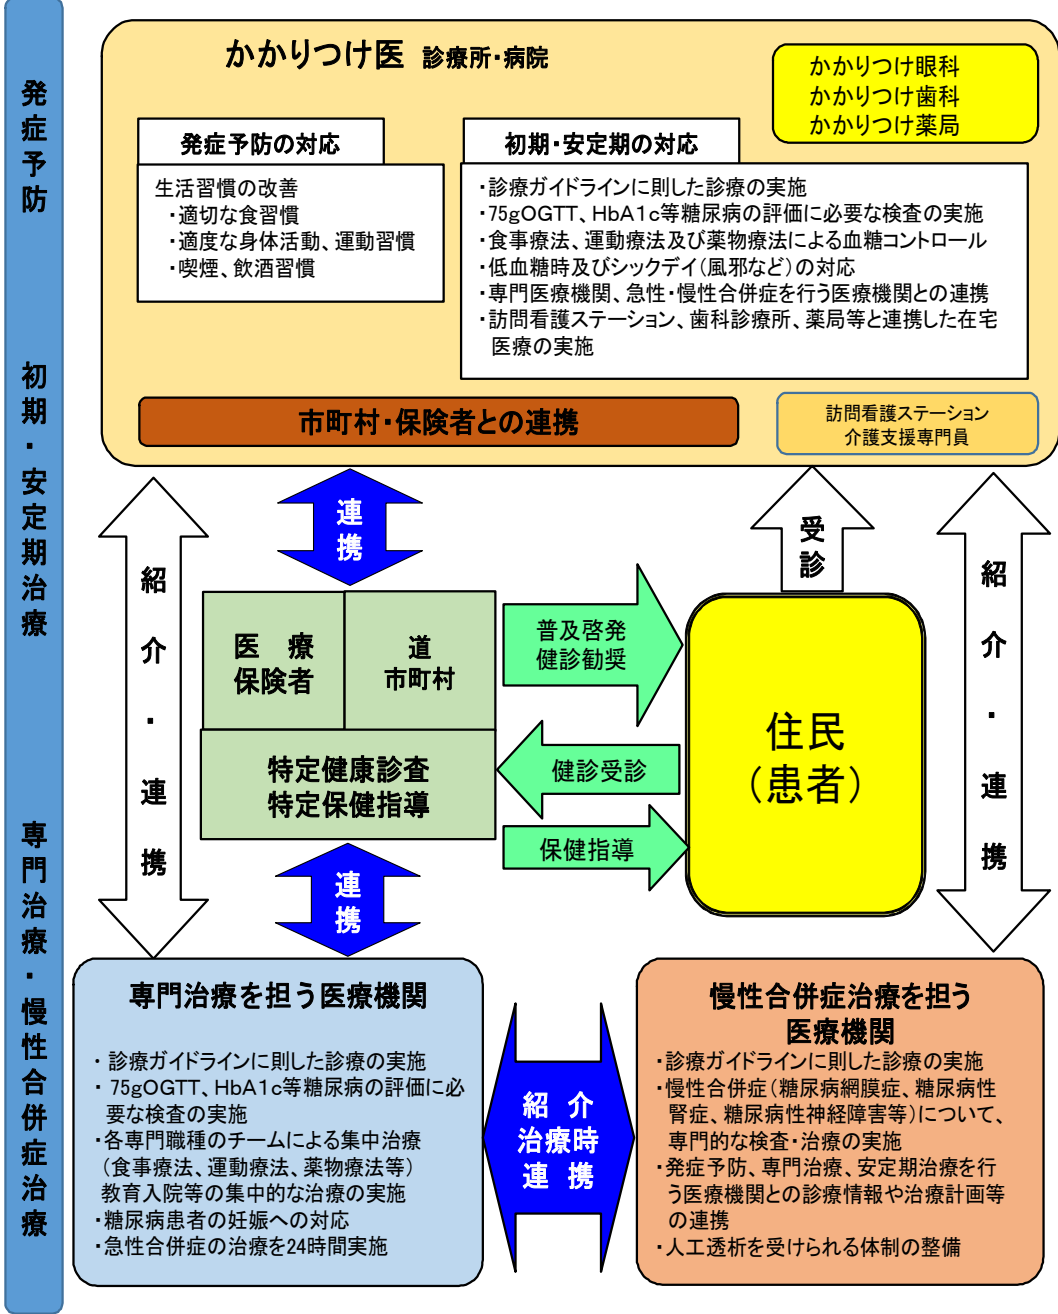 発症予防
初期・安定期治療
専門治療・慢性合併症治療
かかりつけ医 診療所・病院
かかりつけ眼科
かかりつけ歯科
かかりつけ薬局
発症予防の対応
生活習慣の改善
・適切な食習慣
・適度な身体活動、運動習慣
・喫煙、飲酒習慣
初期・安定期の対応
・診療ガイドラインに則した診療の実施
・75gOGTT、HbA1c等糖尿病の評価に必要な検査の実施
・食事療法、運動療法及び薬物療法による血糖コントロール
・低血糖時及びシックデイ(風邪など)の対応
・専門医療機関、急性・慢性合併症を行う医療機関との連携
・訪問看護ステーション、歯科診療所、薬局等と連携した在宅
医療の実施
市町村・保険者との連携
訪問看護ステーション
介護支援専門員
紹介・連携
連携
受診
紹介・連携
医 療
保険者
道
市町村
特定健康診査
特定保健指導
普及啓発
健診勧奨
健診受診
保健指導
住民
(患者)
連携
専門治療を担う医療機関
・ 診療ガイドラインに則した診療の実施
・ 75gOGTT、HbA1c等糖尿病の評価に必
要な検査の実施
・各専門職種のチームによる集中治療
(食事療法、運動療法、薬物療法等)
教育入院等の集中的な治療の実施
・糖尿病患者の妊娠への対応
・急性合併症の治療を24時間実施
紹 介
治療時
連 携
慢性合併症治療を担う
医療機関
・診療ガイドラインに則した診療の実施
・慢性合併症(糖尿病網膜症、糖尿病性
腎症、糖尿病性神経障害等)について、
専門的な検査・治療の実施
・発症予防、専門治療、安定期治療を行
う医療機関との診療情報や治療計画等
の連携
・人工透析を受けられる体制の整備